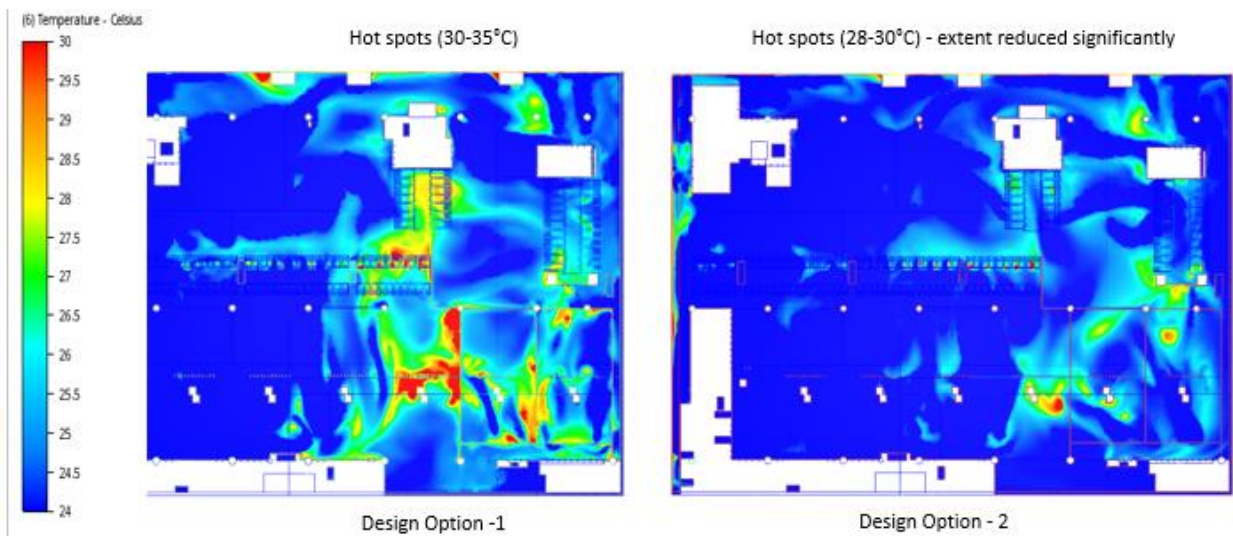 (6) Temperature - Celsius
Hot spots (30-35°C)
Hot spots (28-30°C) - extent reduced significantly
30
29.5
29
28.5
28
27.5
27
26.5
26
25.5
25
24.5
24
Design Option -1
Design Option - 2